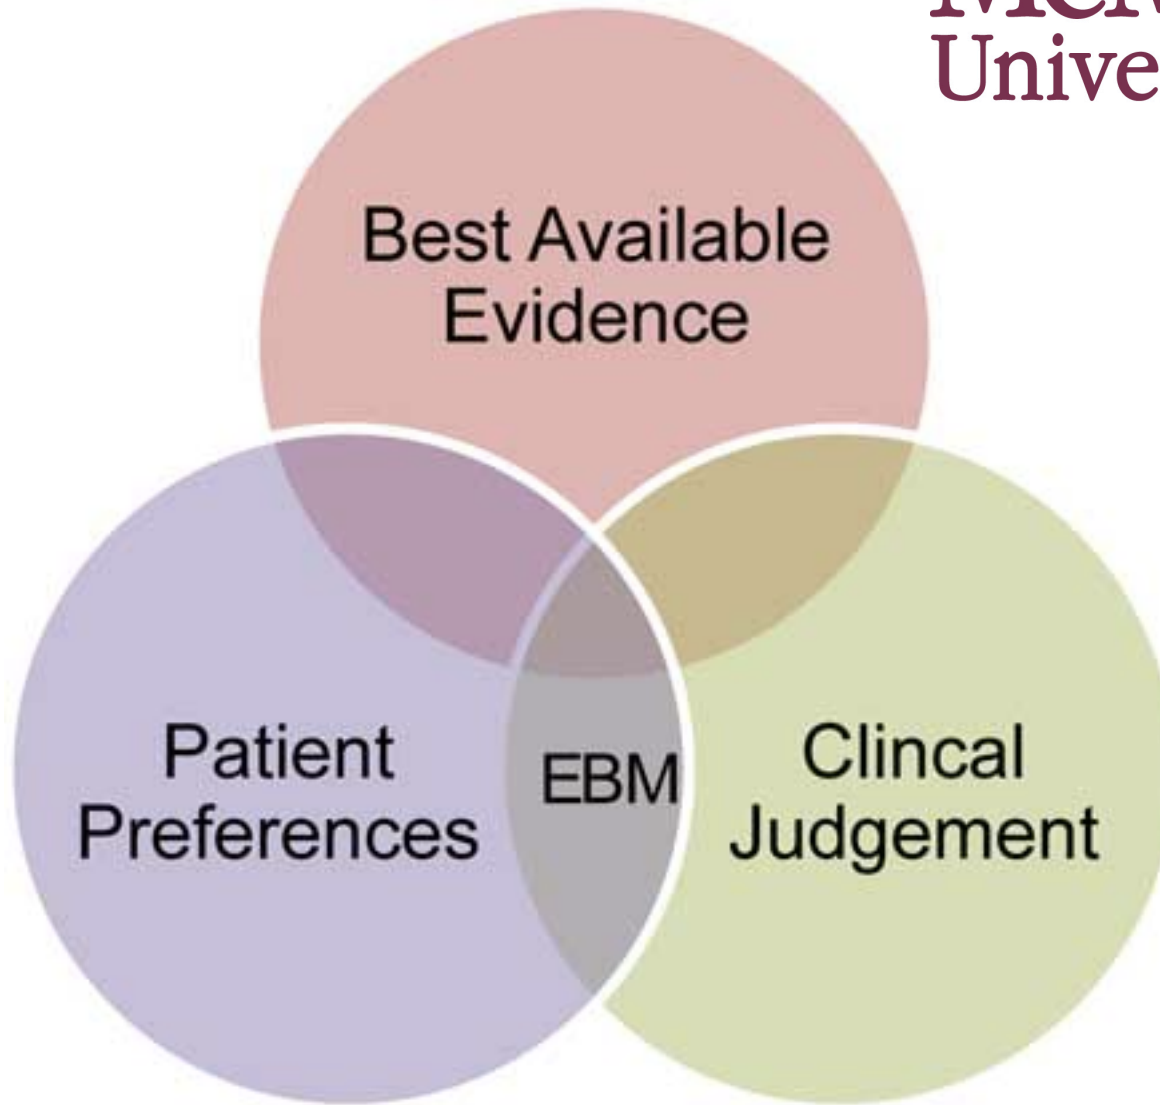 Unive
Best Available
Evidence
Patient
Preferences
EBM
Clincal
Judgement